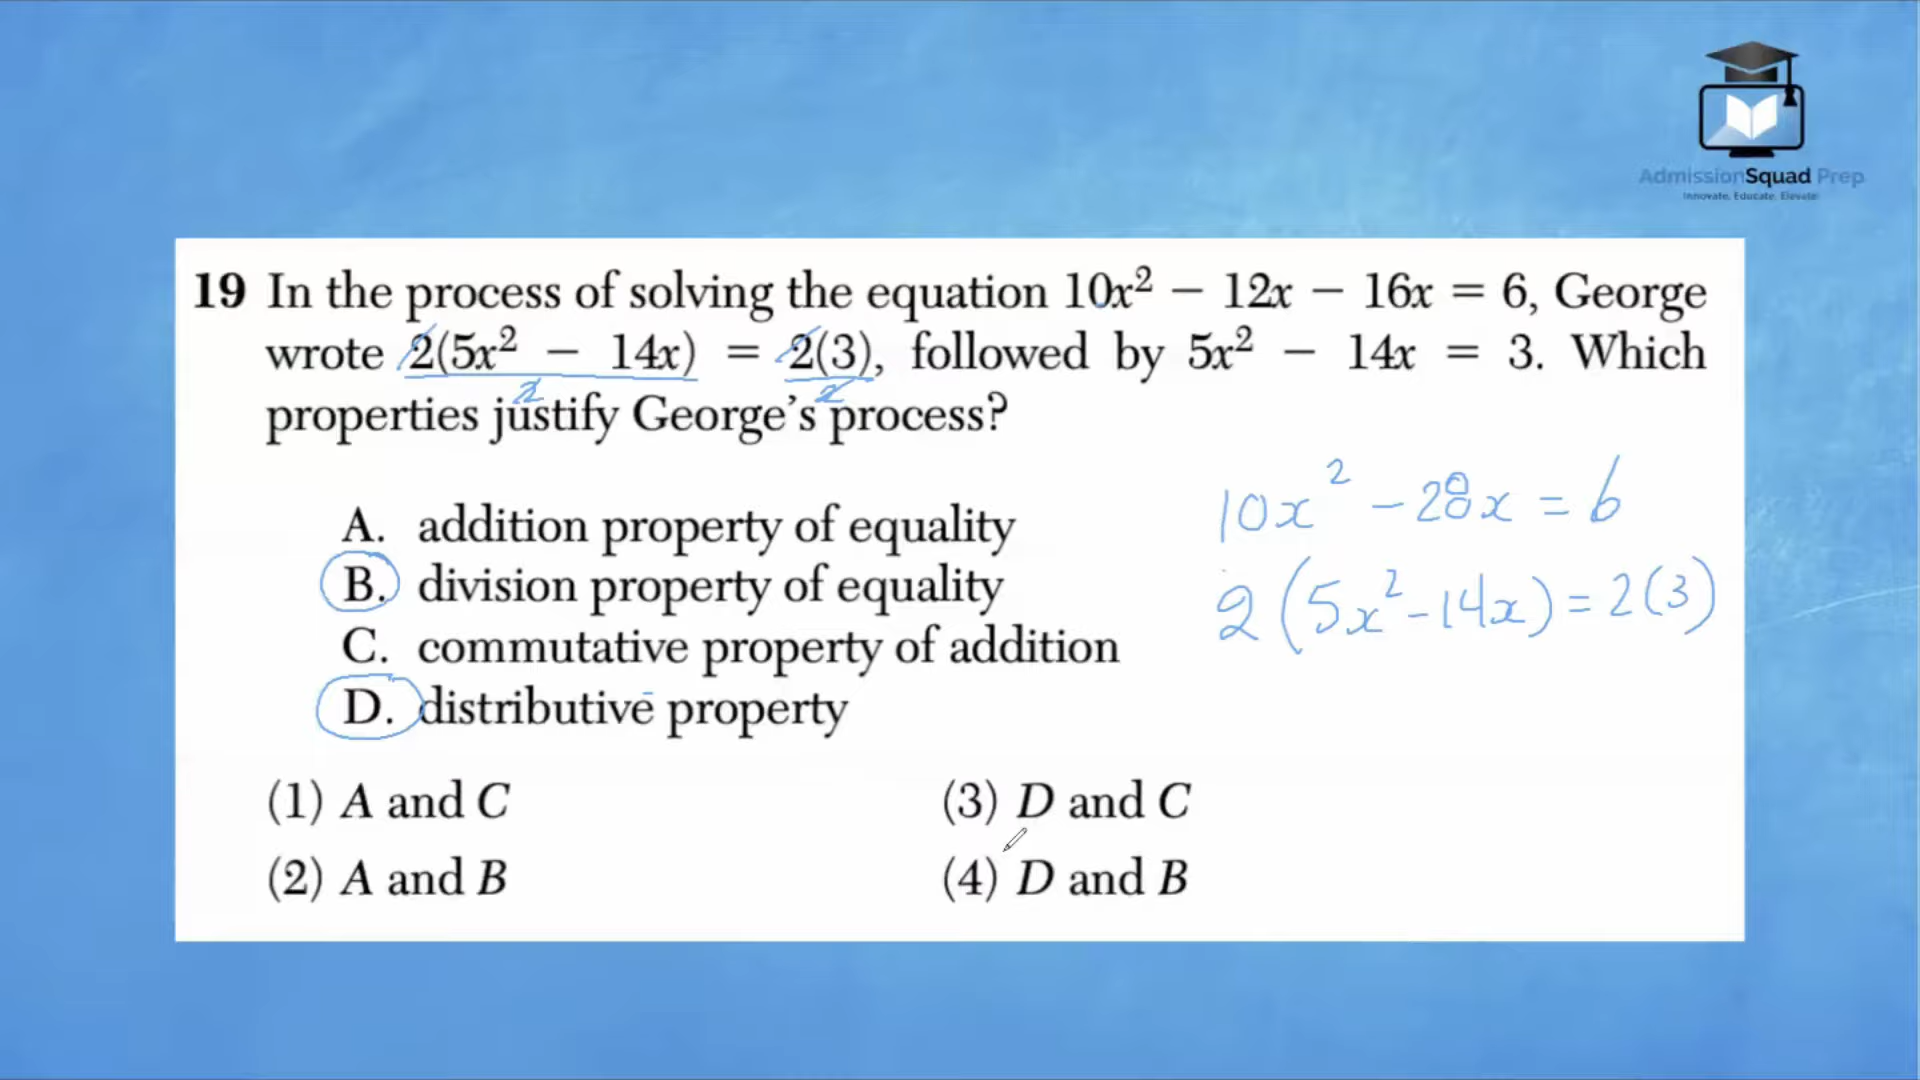 AdmissionSquad Prep
Innovate. Educate. Elevate
19 In the process of solving the equation 10x² − 12x − 16x = 6, George
wrote 2(5x² − 14x) = 2(3), followed by 5x² − 14x = 3. Which
2 2
properties justify George's process?
10x² − 28x = 6
A. addition property of equality
B. division property of equality
2(5x² − 14x) = 2(3)
C. commutative property of addition
D. distributive property
(1) A and C (3) D and C
(2) A and B (4) D and B